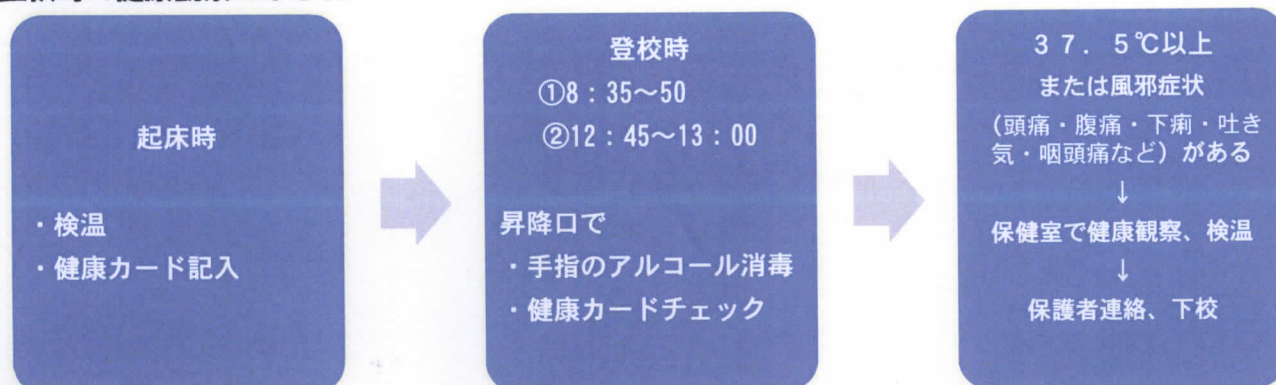 起床時
・検温
・健康カード記入
登校時
①8：35～50
②12：45～13：00
昇降口で
・手指のアルコール消毒
・健康カードチェック
３７．５℃以上
または風邪症状
(頭痛・腹痛・下痢・吐き
気・咽頭痛など）がある
↓
保健室で健康観察、検温
↓
保護者連絡、下校